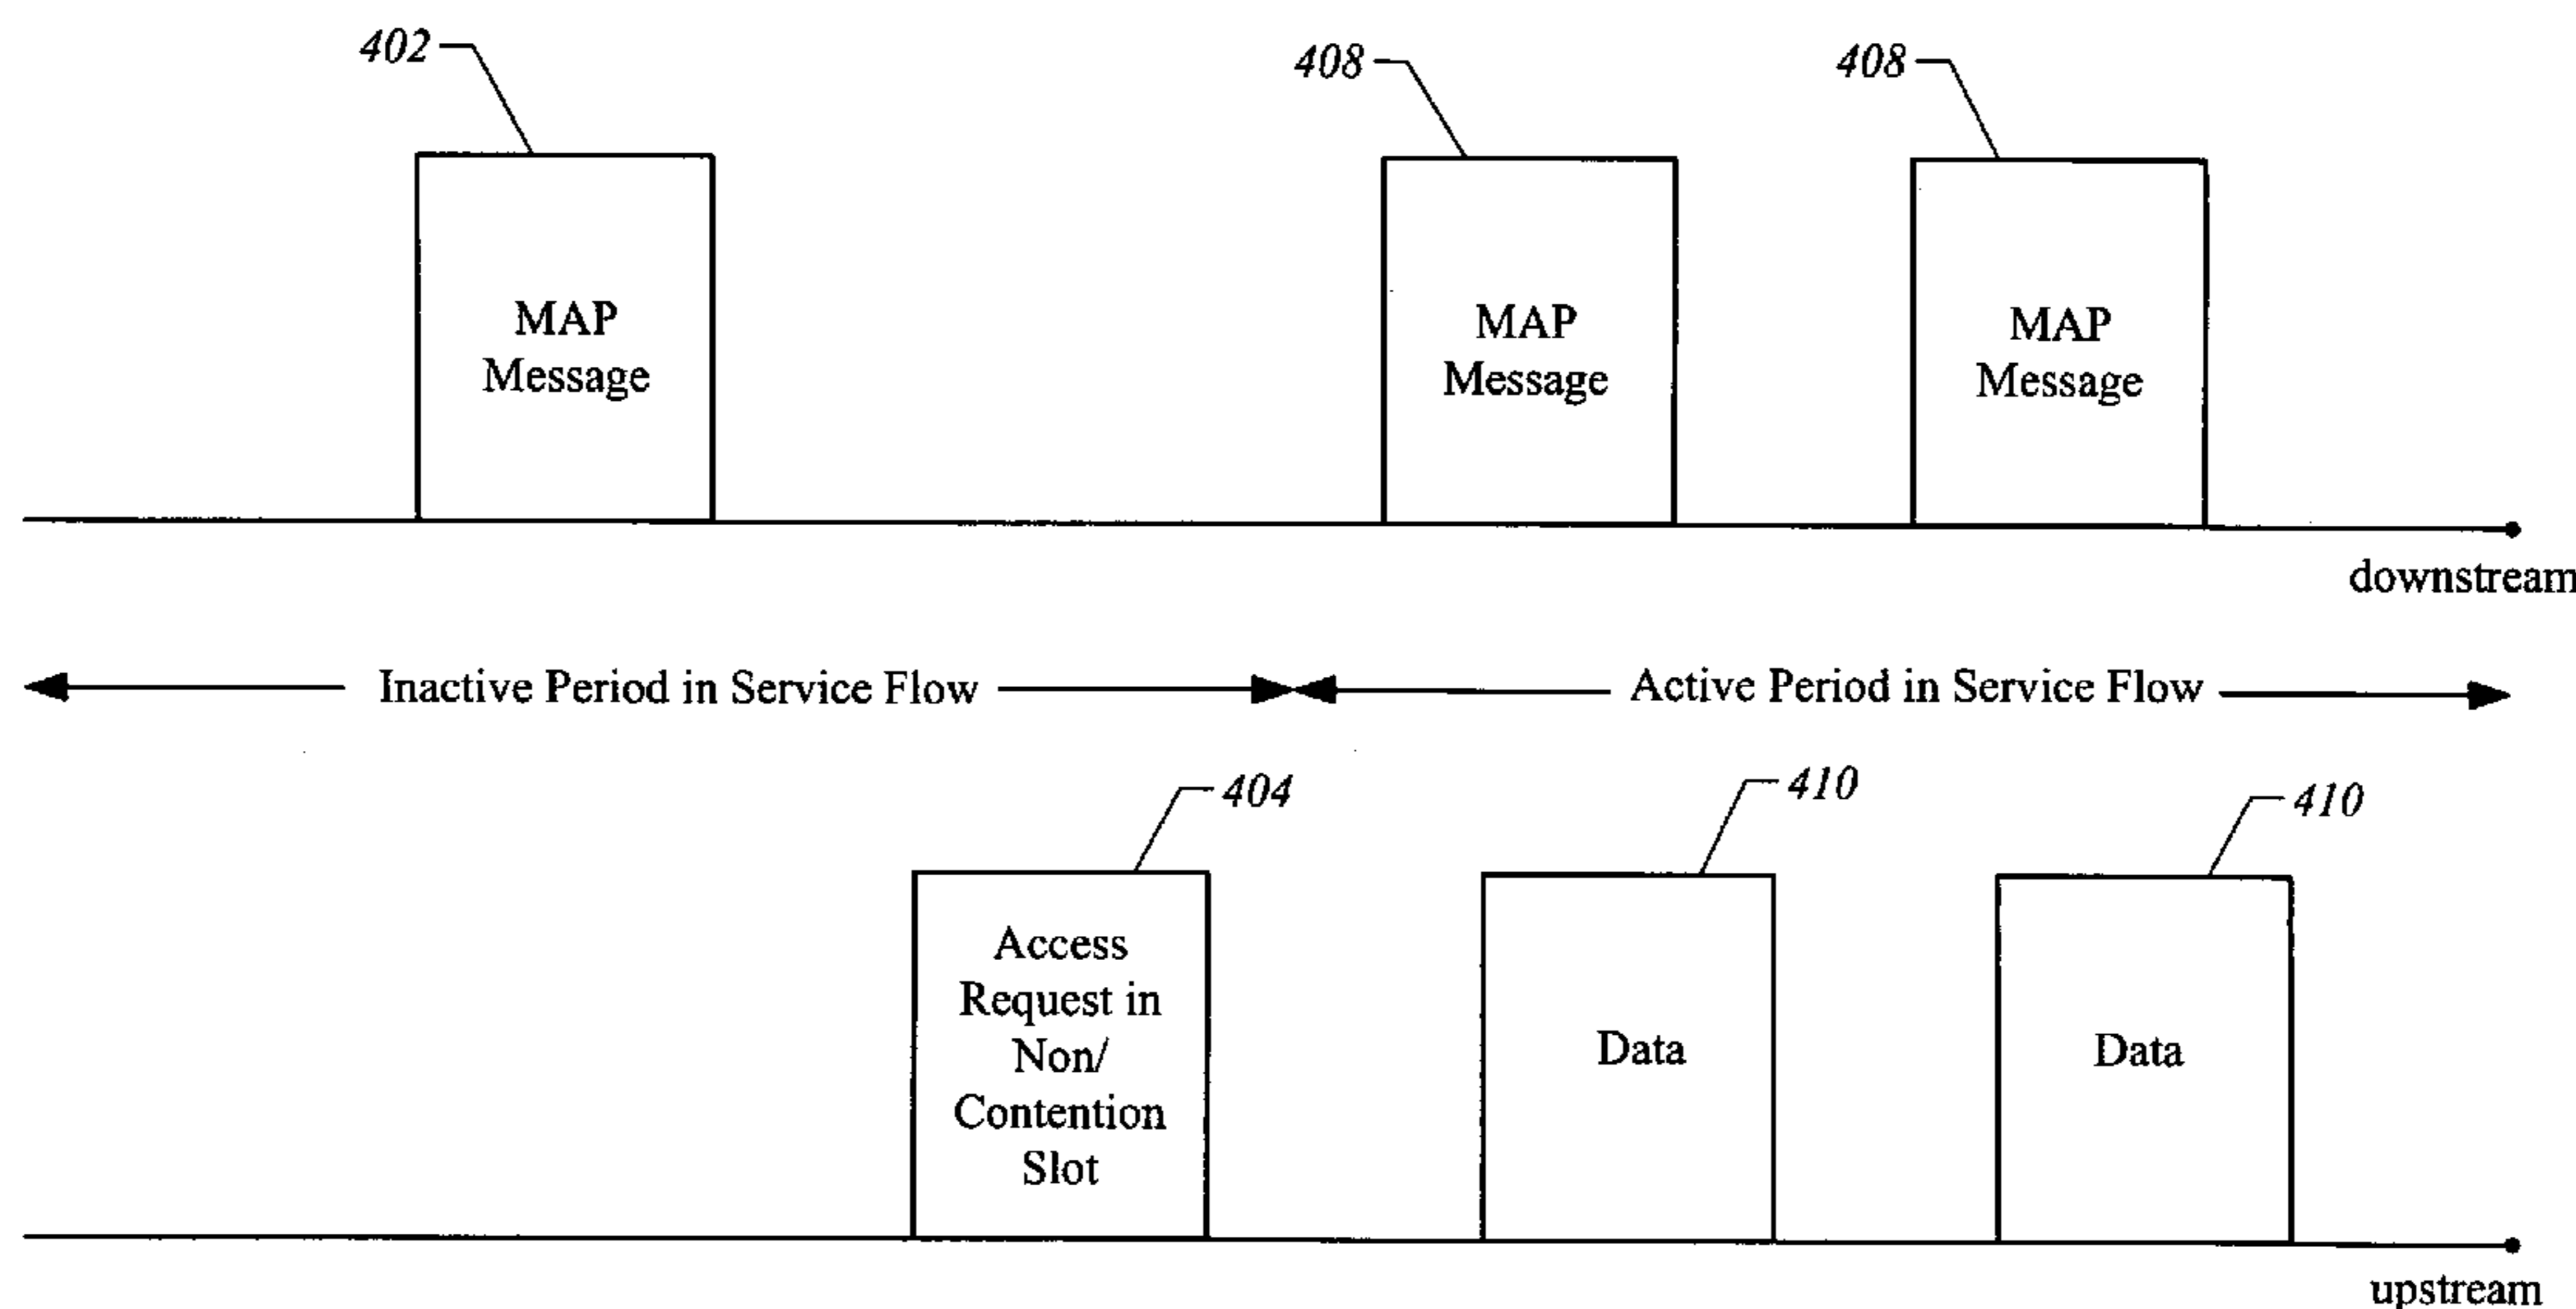 402
408
408
MAP
Message
MAP
Message
MAP
Message
downstream
Inactive Period in Service Flow
Active Period in Service Flow
404
410
410
Access
Request in
Non/
Contention
Slot
Data
Data
upstream